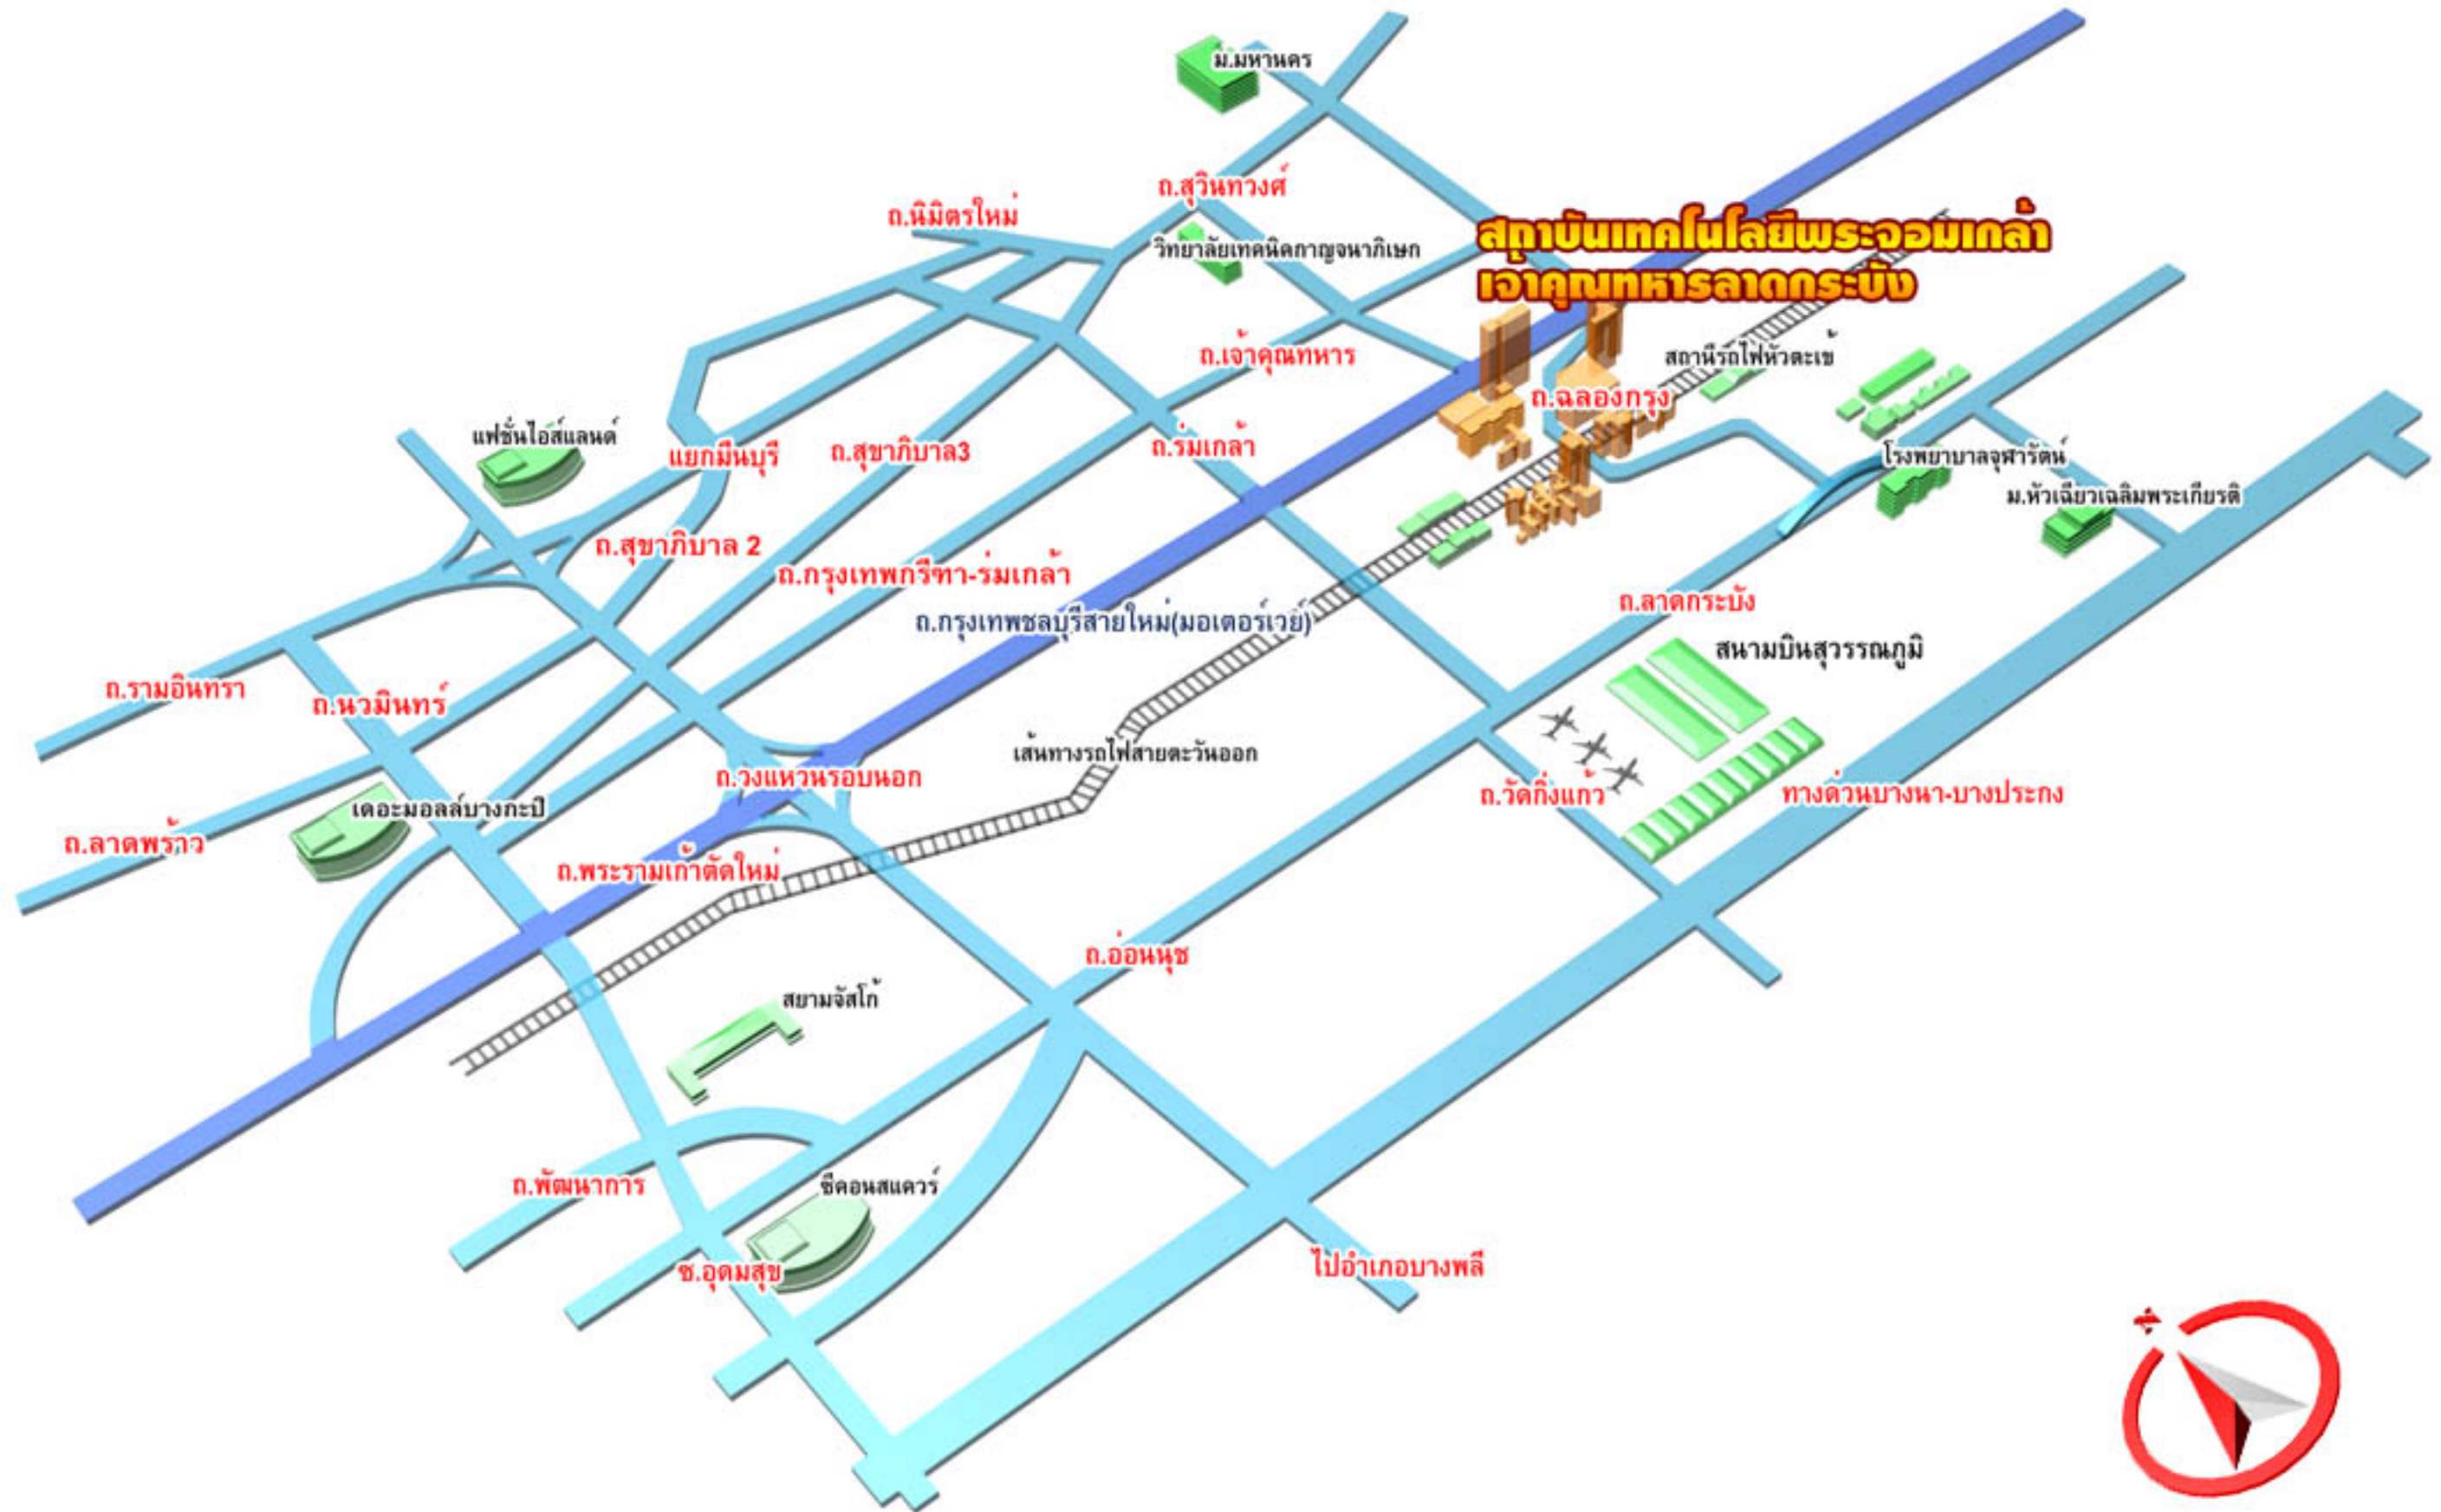 ม.มหานคร
ถ.สุวินทวงศ์
ถ.นิมิตรใหม่
วิทยาลัยเทคนิคกาญจนาภิเษก
สถาบันเทคโนโลยีพระจอมเกล้า
เจ้าคุณทหารลาดกระบัง
ถ.เจ้าคุณทหาร
สถานีรถไฟหัวตะเข้
ถ.ฉลองกรุง
แฟชั่นไอส์แลนด์
แยกมีนบุรี
ถ.สุขาภิบาล3
ถ.ร่มเกล้า
โรงพยาบาลจุฬารัตน์
ม.หัวเฉียวเฉลิมพระเกียรติ
ถ.สุขาภิบาล 2
ถ.กรุงเทพกรีฑา-ร่มเกล้า
ถ.กรุงเทพชลบุรีสายใหม่(มอเตอร์เวย์)
ถ.ลาดกระบัง
สนามบินสุวรรณภูมิ
ถ.รามอินทรา
ถ.นวมินทร์
เส้นทางรถไฟสายตะวันออก
ถ.วงแหวนรอบนอก
ถ.วัดกิ่งแก้ว
ทางด่วนบางนา-บางปะกง
เดอะมอลล์บางกะปิ
ถ.ลาดพร้าว
ถ.พระรามเก้าตัดใหม่
ถ.อ่อนนุช
สยามจัสโก้
ถ.พัฒนาการ
ซีคอนสแควร์
ซ.อุดมสุข
ไปอำเภอบางพลี
N